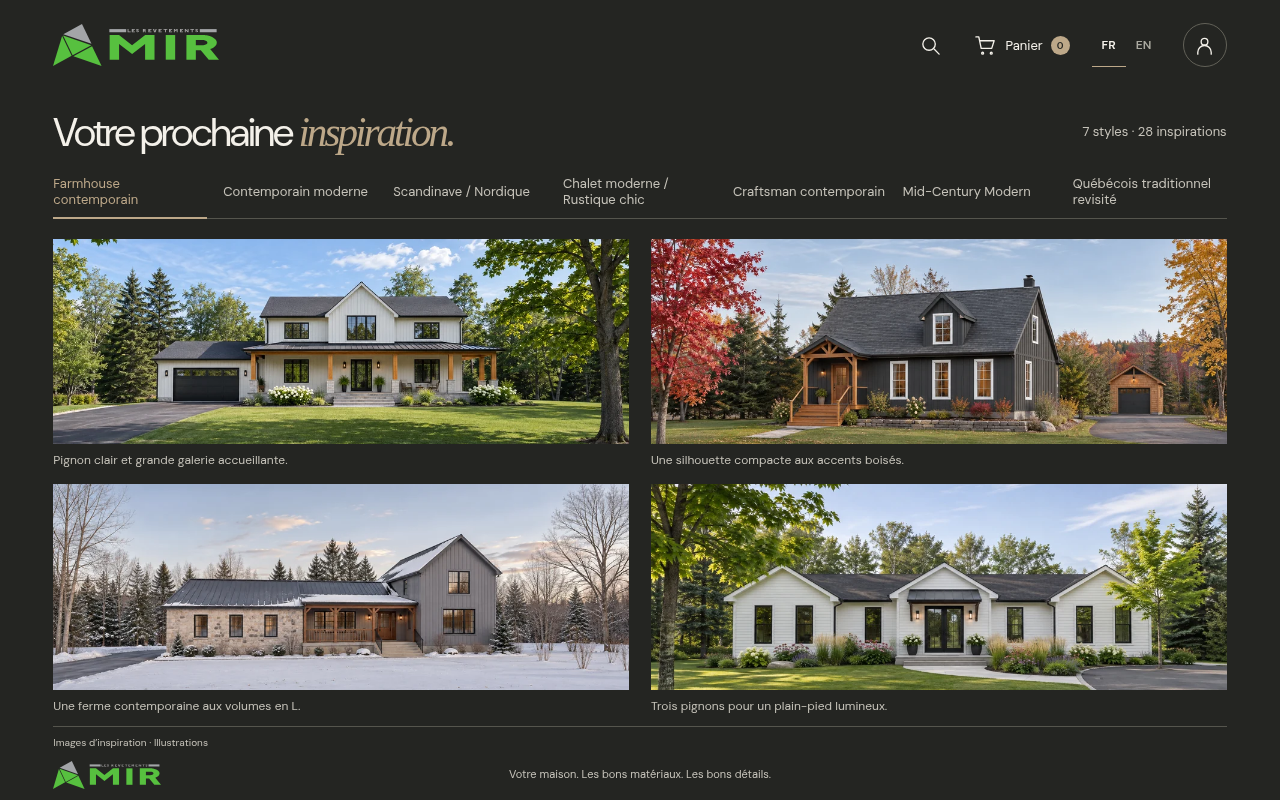 LES REVETEMENTS
MIR
Panier 0
FR EN
Votre prochaine inspiration.
7 styles · 28 inspirations
Farmhouse
contemporain
Contemporain moderne
Scandinave / Nordique
Chalet moderne /
Rustique chic
Craftsman contemporain
Mid-Century Modern
Québécois traditionnel
revisité
Pignon clair et grande galerie accueillante.
Une silhouette compacte aux accents boisés.
Une ferme contemporaine aux volumes en L.
Trois pignons pour un plain-pied lumineux.
Images d'inspiration · Illustrations
LES REVETEMENTS
MIR
Votre maison. Les bons matériaux. Les bons détails.